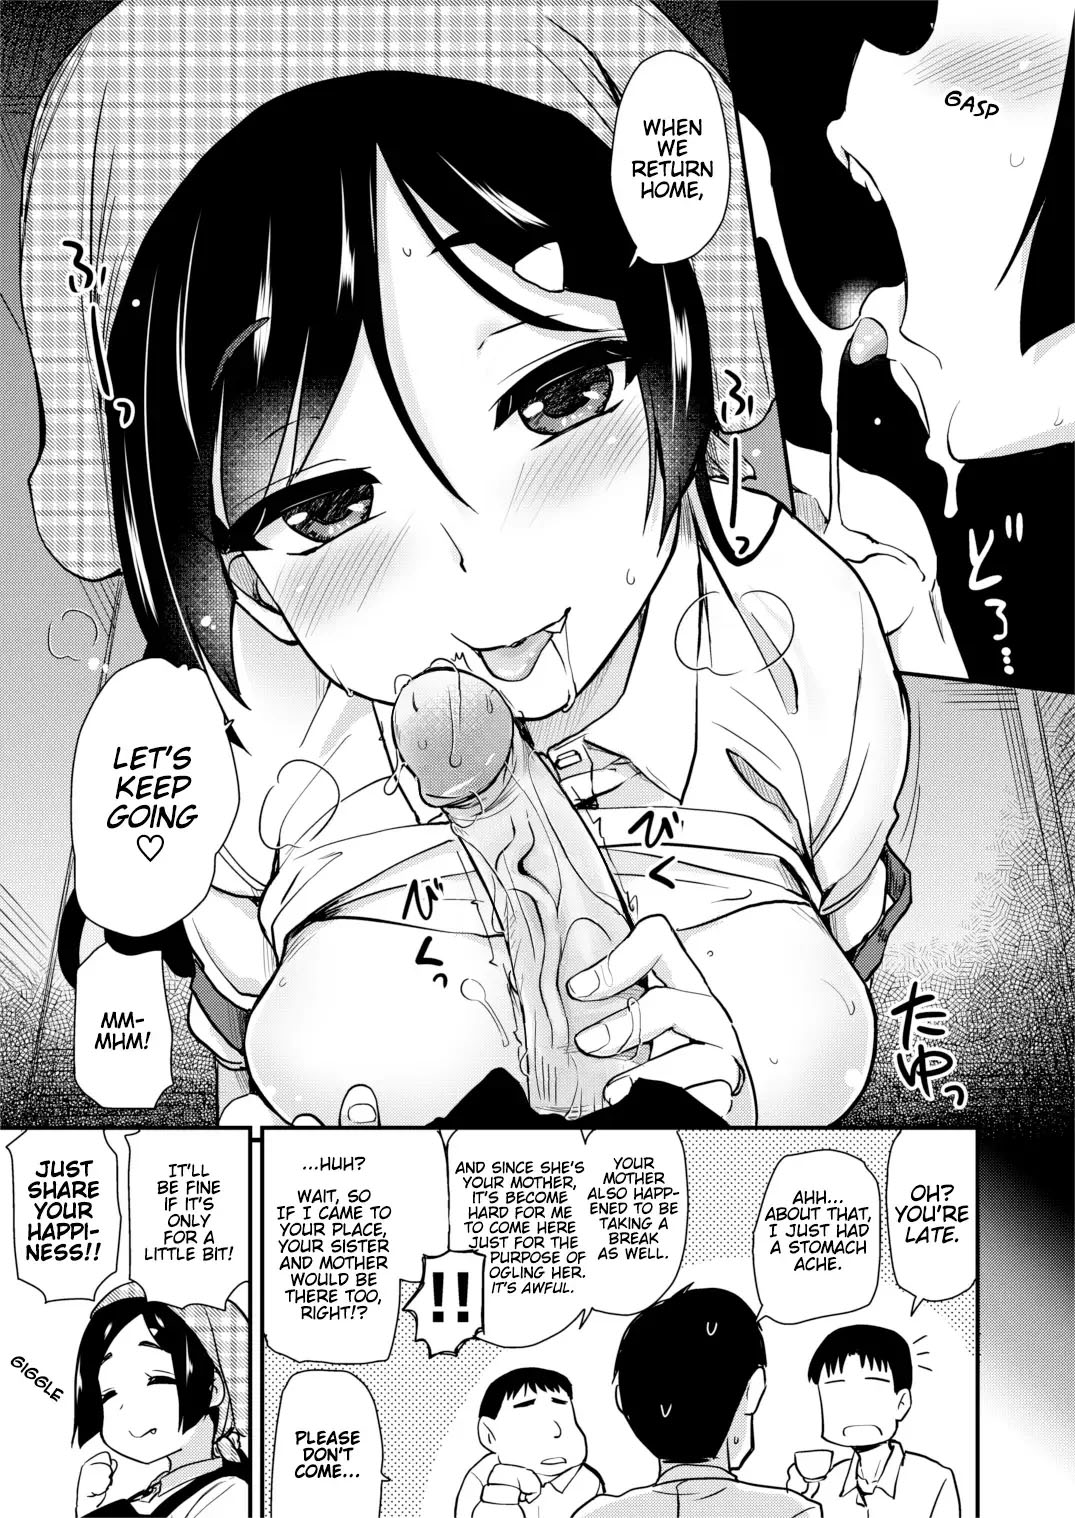 GASP
ど
ろ…
WHEN
WE
RETURN
HOME,
ふーっ
ふーっ
LET'S
KEEP
GOING
♡
びく
びく
たゆっ
MM-
MHM!
OH?
YOU'RE
LATE.
AHH...
ABOUT THAT,
I JUST HAD
A STOMACH
ACHE.
YOUR
MOTHER
ALSO HAPP-
ENED TO BE
TAKING A
BREAK
AS WELL.
AND SINCE SHE'S
YOUR MOTHER,
IT'S BECOME
HARD FOR ME
TO COME HERE
JUST FOR THE
PURPOSE OF
OGLING HER.
IT'S AWFUL.
!!
...HUH?
WAIT, SO
IF I CAME TO
YOUR PLACE,
YOUR SISTER
AND MOTHER
WOULD BE
THERE TOO,
RIGHT!?
PLEASE
DON'T
COME...
IT'LL
BE FINE
IF IT'S
ONLY
FOR A
LITTLE BIT!
JUST
SHARE
YOUR
HAPPI-
NESS!!
GIGGLE